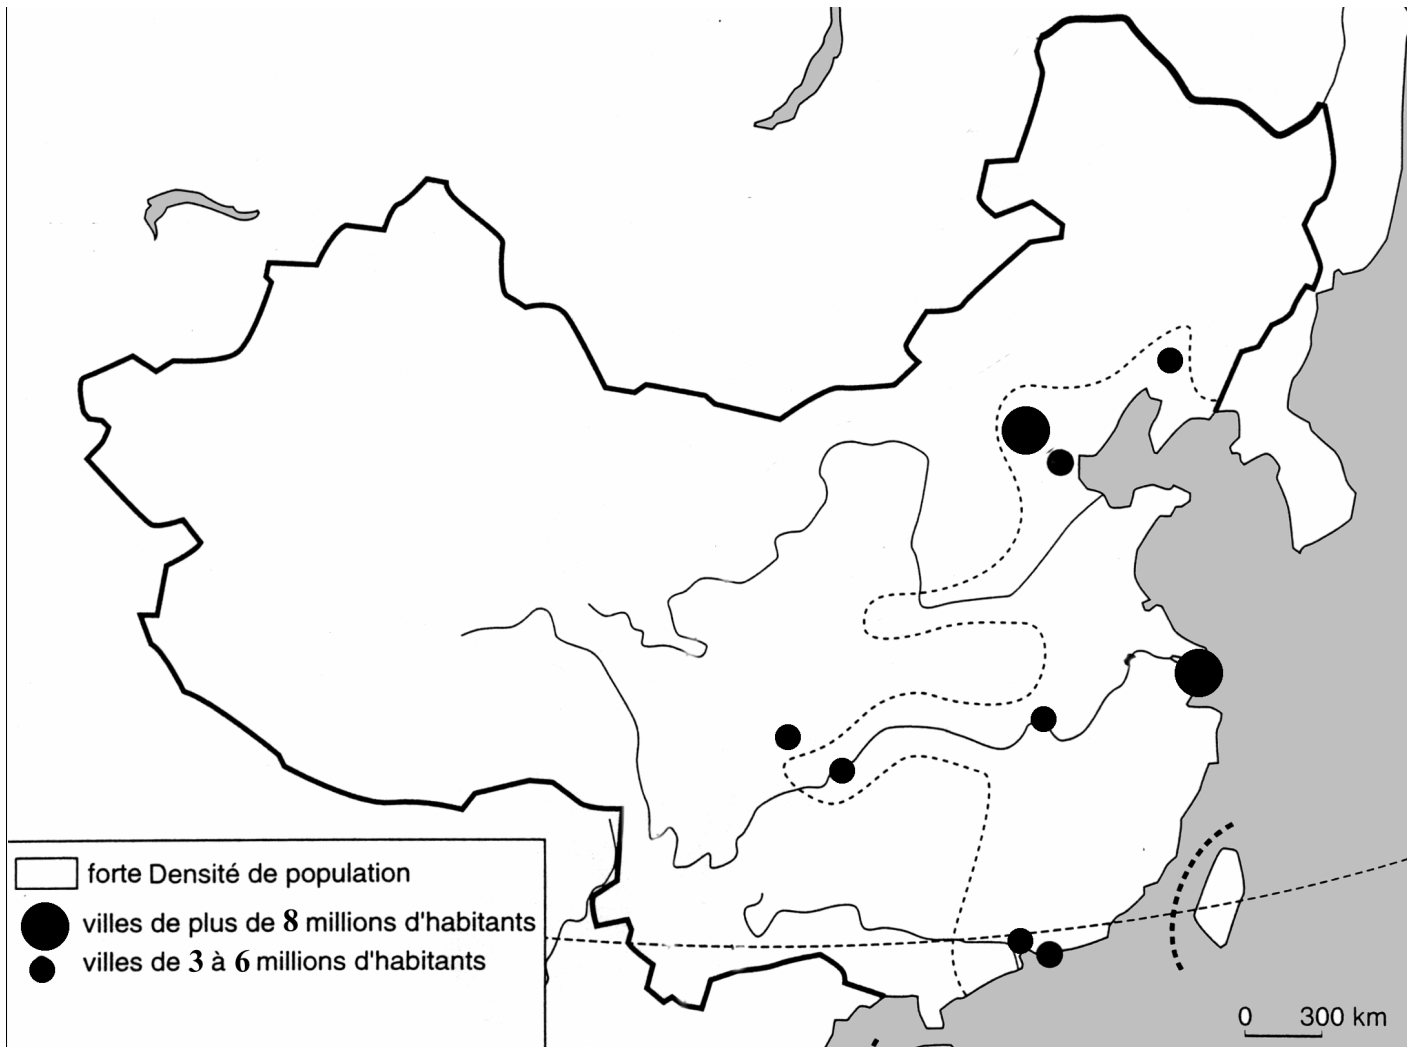 forte Densité de population
villes de plus de 8 millions d'habitants
villes de 3 à 6 millions d'habitants
0 300 km